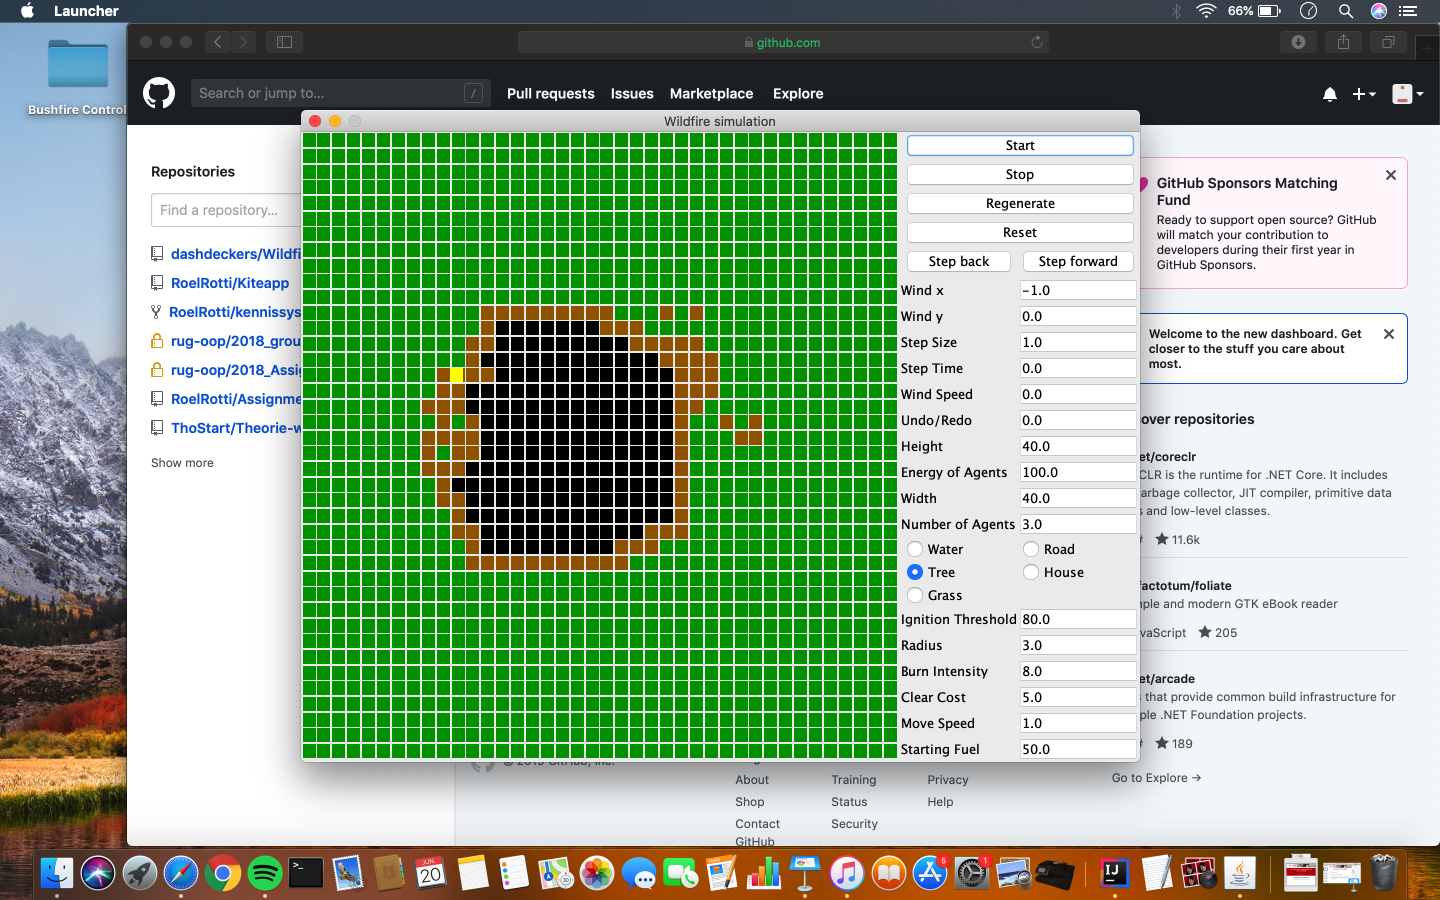 Launcher
66%
Bushfire Control
github.com
Search or jump to...
/
Pull requests
Issues
Marketplace
Explore
Wildfire simulation
Repositories
Find a repository...
dashdeckers/Wildfi
RoelRotti/Kiteapp
RoelRotti/kennissys
rug-oop/2018_grou
rug-oop/2018_Assig
RoelRotti/Assignme
ThoStart/Theorie-w
Show more
Start
Stop
Regenerate
Reset
Step back
Step forward
Wind x
-1.0
Wind y
0.0
Step Size
1.0
Step Time
0.0
Wind Speed
0.0
Undo/Redo
0.0
Height
40.0
Energy of Agents
100.0
Width
40.0
Number of Agents
3.0
Water
Road
Tree
House
Grass
Ignition Threshold
80.0
Radius
3.0
Burn Intensity
8.0
Clear Cost
5.0
Move Speed
1.0
Starting Fuel
50.0
GitHub Sponsors Matching
Fund
Ready to support open source? GitHub
will match your contribution to
developers during their first year in
GitHub Sponsors.
Welcome to the new dashboard. Get
closer to the stuff you care about
most.
over repositories
et/coreclr
CLR is the runtime for .NET Core. It includes
arbage collector, JIT compiler, primitive data
s and low-level classes.
11.6k
factotum/foliate
ple and modern GTK eBook reader
vaScript
205
et/arcade
s that provide common build infrastructure for
ple .NET Foundation projects.
189
Go to Explore →
About
Training
Privacy
Shop
Status
Help
Contact
Security
GitHub
JUN
20
5
1
IJ